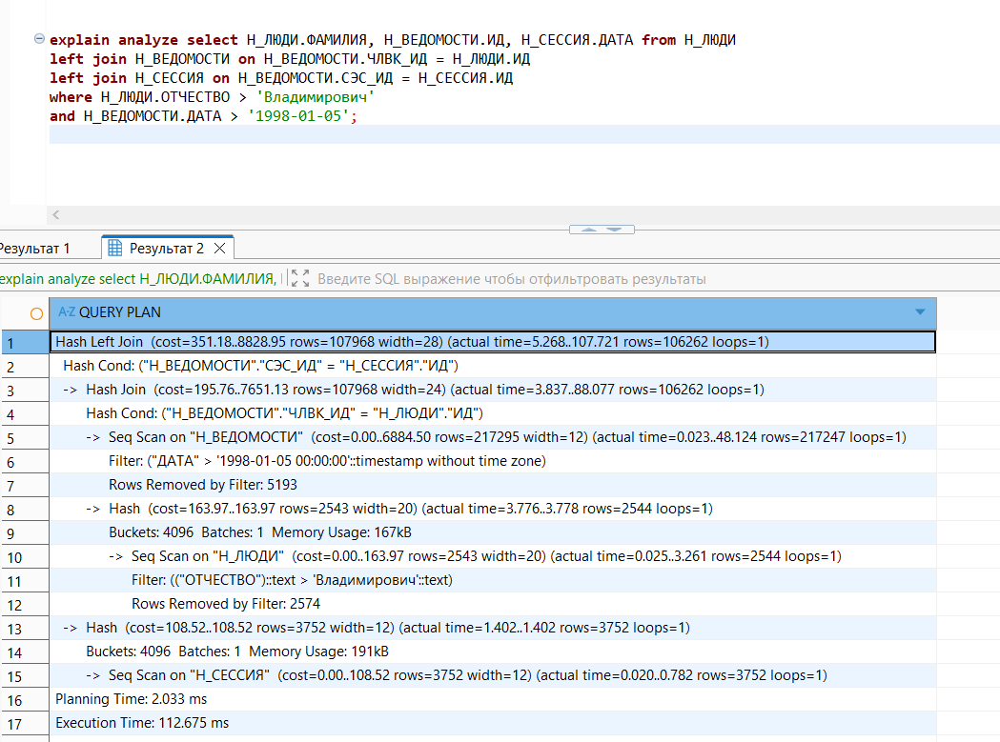 explain analyze select Н_ЛЮДИ.ФАМИЛИЯ, Н_ВЕДОМОСТИ.ИД, Н_СЕССИЯ.ДАТА from Н_ЛЮДИ
left join Н_ВЕДОМОСТИ on Н_ВЕДОМОСТИ.ЧЛВК_ИД = Н_ЛЮДИ.ИД
left join Н_СЕССИЯ on Н_ВЕДОМОСТИ.СЭС_ИД = Н_СЕССИЯ.ИД
where Н_ЛЮДИ.ОТЧЕСТВО > 'Владимирович'
and Н_ВЕДОМОСТИ.ДАТА > '1998-01-05';
Результат 1 Результат 2
explain analyze select Н_ЛЮДИ.ФАМИЛИЯ, Введите SQL выражение чтобы отфильтровать результаты
A-Z QUERY PLAN
1 Hash Left Join (cost=351.18..8828.95 rows=107968 width=28) (actual time=5.268..107.721 rows=106262 loops=1)
2 Hash Cond: ("Н_ВЕДОМОСТИ"."СЭС_ИД" = "Н_СЕССИЯ"."ИД")
3 -> Hash Join (cost=195.76..7651.13 rows=107968 width=24) (actual time=3.837..88.077 rows=106262 loops=1)
4 Hash Cond: ("Н_ВЕДОМОСТИ"."ЧЛВК_ИД" = "Н_ЛЮДИ"."ИД")
5 -> Seq Scan on "Н_ВЕДОМОСТИ" (cost=0.00..6884.50 rows=217295 width=12) (actual time=0.023..48.124 rows=217247 loops=1)
6 Filter: ("ДАТА" > '1998-01-05 00:00:00'::timestamp without time zone)
7 Rows Removed by Filter: 5193
8 -> Hash (cost=163.97..163.97 rows=2543 width=20) (actual time=3.776..3.778 rows=2544 loops=1)
9 Buckets: 4096 Batches: 1 Memory Usage: 167kB
10 -> Seq Scan on "Н_ЛЮДИ" (cost=0.00..163.97 rows=2543 width=20) (actual time=0.025..3.261 rows=2544 loops=1)
11 Filter: (("ОТЧЕСТВО")::text > 'Владимирович'::text)
12 Rows Removed by Filter: 2574
13 -> Hash (cost=108.52..108.52 rows=3752 width=12) (actual time=1.402..1.402 rows=3752 loops=1)
14 Buckets: 4096 Batches: 1 Memory Usage: 191kB
15 -> Seq Scan on "Н_СЕССИЯ" (cost=0.00..108.52 rows=3752 width=12) (actual time=0.020..0.782 rows=3752 loops=1)
16 Planning Time: 2.033 ms
17 Execution Time: 112.675 ms